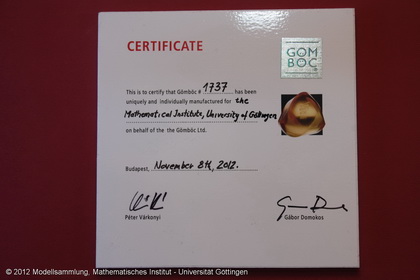 CERTIFICATE
GÖM
BÖC
This is to certify that Gömböc # 1737 has been
uniquely and individually manufactured for the
Mathematical Institute, University of Göttingen
on behalf of the the Gömböc Ltd.
Budapest, November 8th, 2012.
Péter Várkonyi
Gábor Domokos
© 2012 Modellsammlung, Mathematisches Institut - Universität Göttingen